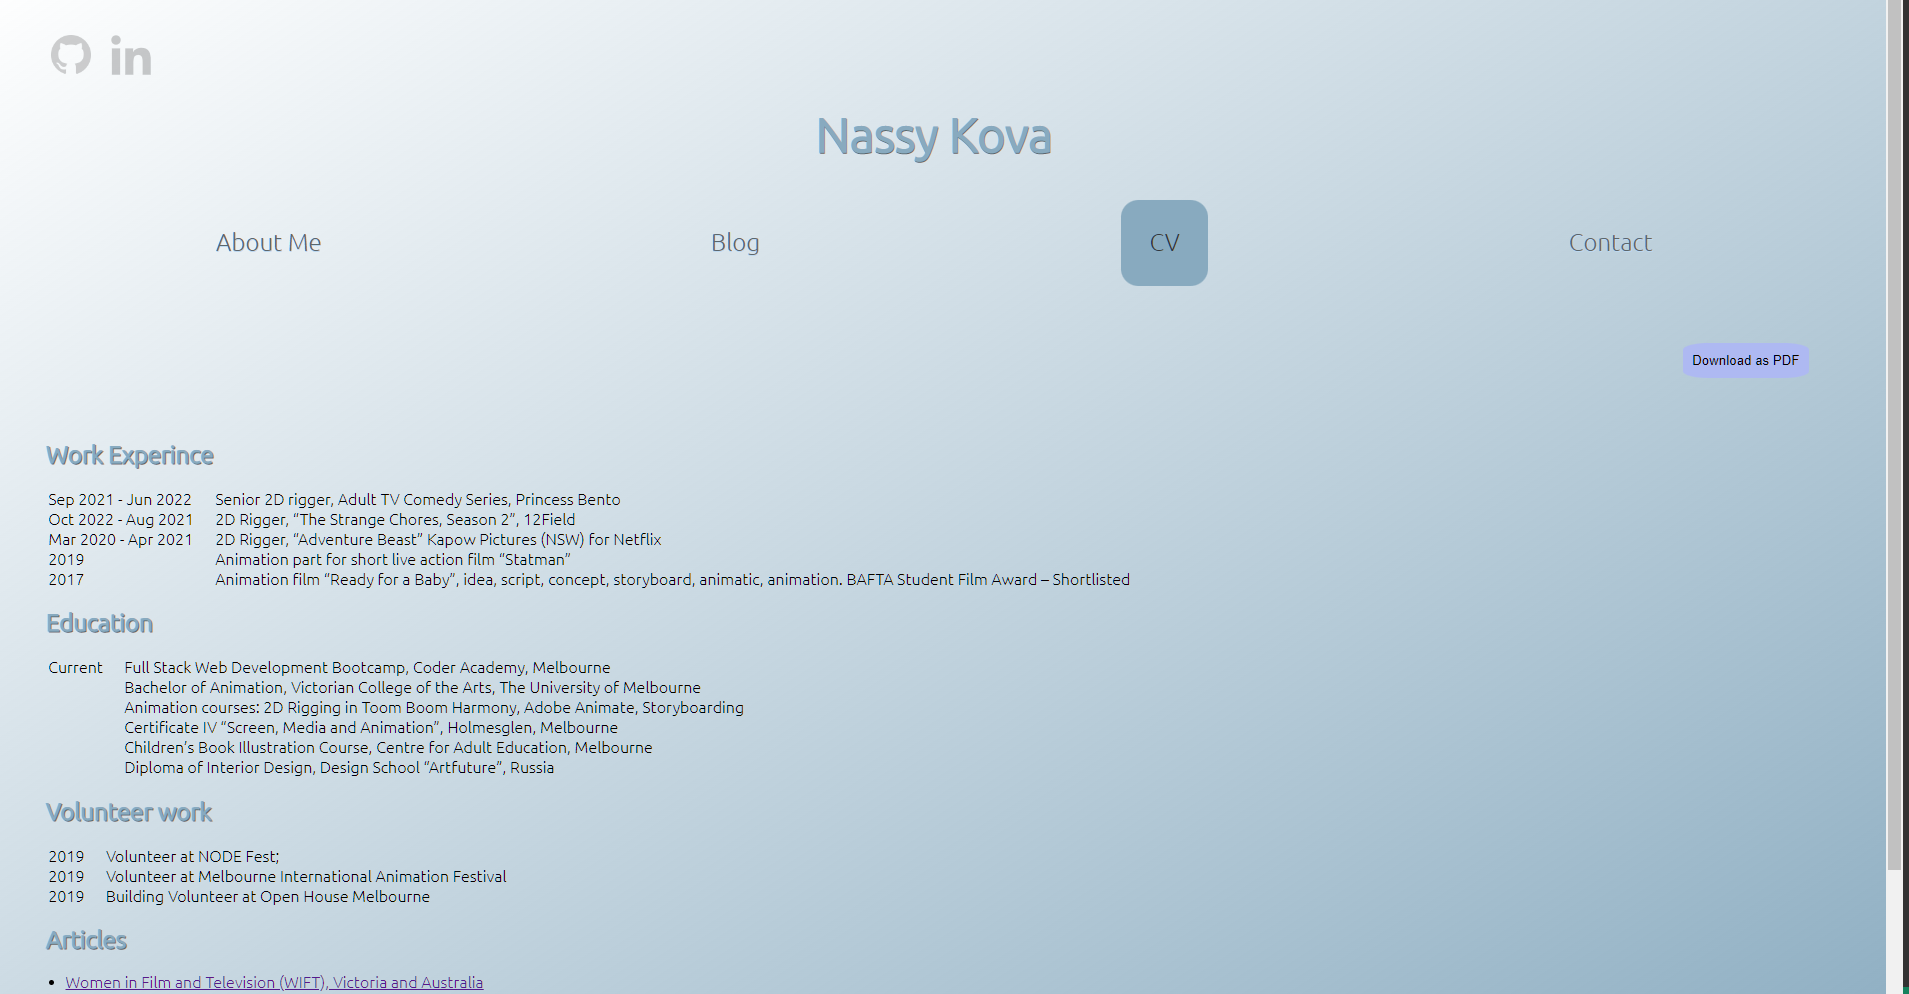 in
Nassy Kova
About Me Blog CV Contact
Download as PDF
Work Experince
Sep 2021 - Jun 2022 Senior 2D rigger, Adult TV Comedy Series, Princess Bento
Oct 2022 - Aug 2021 2D Rigger, “The Strange Chores, Season 2”, 12Field
Mar 2020 - Apr 2021 2D Rigger, “Adventure Beast” Kapow Pictures (NSW) for Netflix
2019 Animation part for short live action film “Statman”
2017 Animation film “Ready for a Baby”, idea, script, concept, storyboard, animatic, animation. BAFTA Student Film Award – Shortlisted
Education
Current Full Stack Web Development Bootcamp, Coder Academy, Melbourne
Bachelor of Animation, Victorian College of the Arts, The University of Melbourne
Animation courses: 2D Rigging in Toom Boom Harmony, Adobe Animate, Storyboarding
Certificate IV “Screen, Media and Animation”, Holmesglen, Melbourne
Children’s Book Illustration Course, Centre for Adult Education, Melbourne
Diploma of Interior Design, Design School “Artfuture”, Russia
Volunteer work
2019 Volunteer at NODE Fest;
2019 Volunteer at Melbourne International Animation Festival
2019 Building Volunteer at Open House Melbourne
Articles
• Women in Film and Television (WIFT), Victoria and Australia